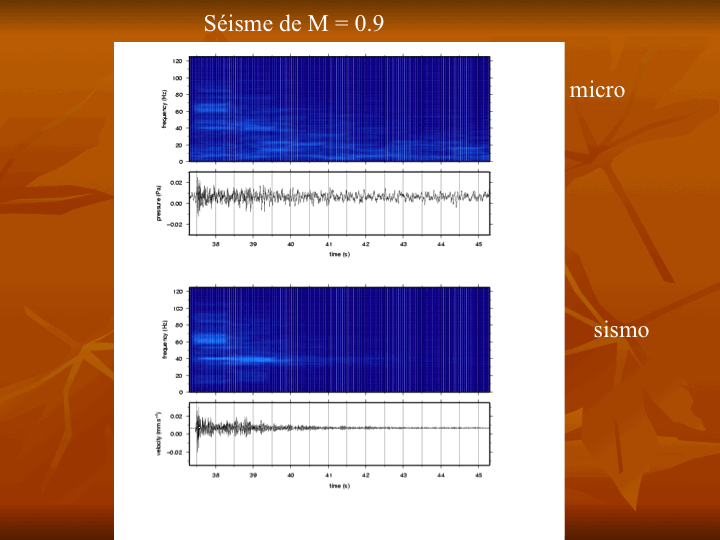 Séisme de M = 0.9
micro
frequency (Hz)
120
100
80
60
40
20
0
pressure (Pa)
0.02
0.00
−0.02
38 39 40 41 42 43 44 45
time (s)
sismo
frequency (Hz)
120
100
80
60
40
20
0
velocity (mm s⁻¹)
0.02
0.00
−0.02
38 39 40 41 42 43 44 45
time (s)